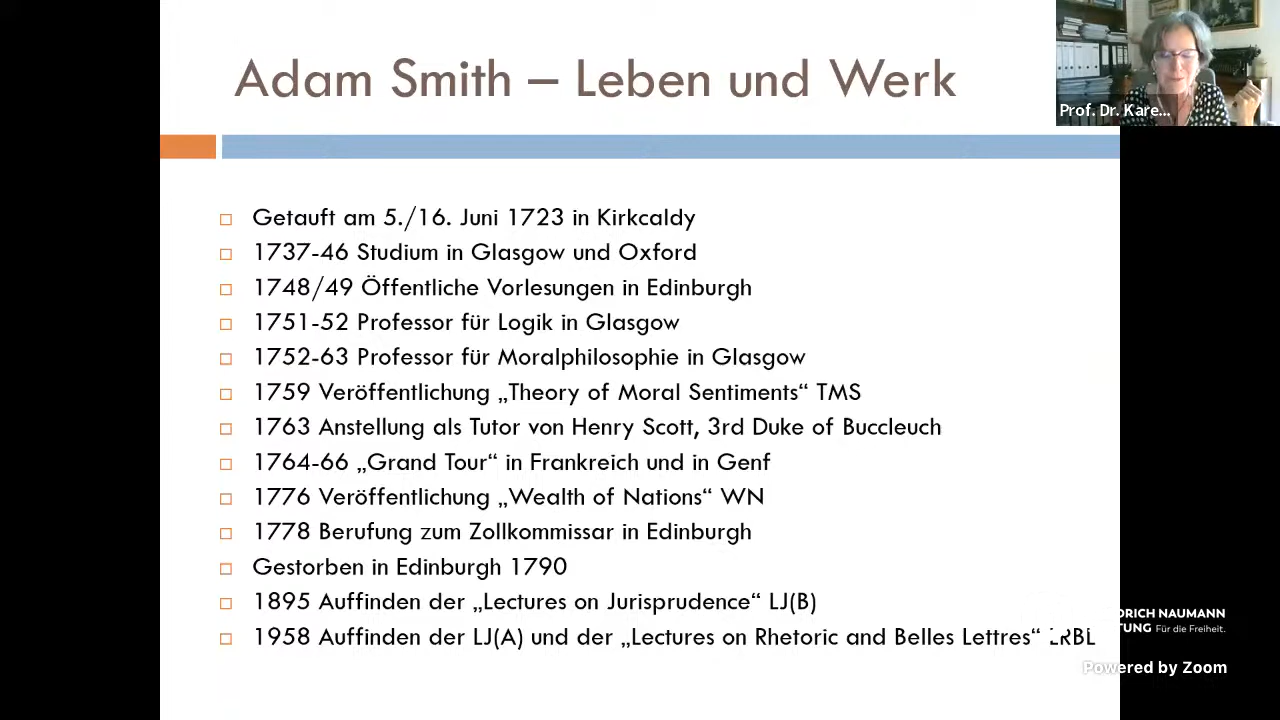 Adam Smith – Leben und Werk
Prof. Dr. Kare...
Getauft am 5./16. Juni 1723 in Kirkcaldy
1737-46 Studium in Glasgow und Oxford
1748/49 Öffentliche Vorlesungen in Edinburgh
1751-52 Professor für Logik in Glasgow
1752-63 Professor für Moralphilosophie in Glasgow
1759 Veröffentlichung „Theory of Moral Sentiments“ TMS
1763 Anstellung als Tutor von Henry Scott, 3rd Duke of Buccleuch
1764-66 „Grand Tour“ in Frankreich und in Genf
1776 Veröffentlichung „Wealth of Nations“ WN
1778 Berufung zum Zollkommissar in Edinburgh
Gestorben in Edinburgh 1790
1895 Auffinden der „Lectures on Jurisprudence“ LJ(B)
1958 Auffinden der LJ(A) und der „Lectures on Rhetoric and Belles Lettres“ LRBL
DRICH NAUMANN
TUNG Für die Freiheit.
Powered by Zoom